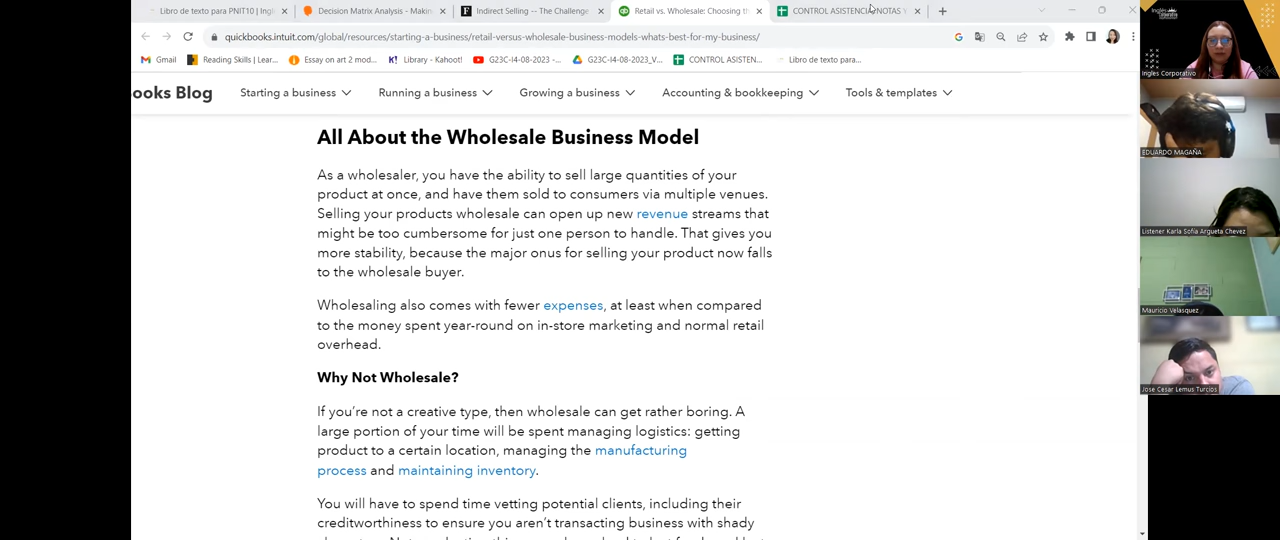 Libro de texto para PNIT10 | Ingl
Decision Matrix Analysis - Makin
Indirect Selling -- The Challenge
Retail vs. Wholesale: Choosing th
CONTROL ASISTENCIA NOTAS Y
quickbooks.intuit.com/global/resources/starting-a-business/retail-versus-wholesale-business-models-whats-best-for-my-business/
Gmail
Reading Skills | Lear...
Essay on art 2 mod...
Library - Kahoot!
G23C-I4-08-2023 -...
G23C-I4-08-2023_V...
CONTROL ASISTEN...
Libro de texto para...
Books Blog
Starting a business
Running a business
Growing a business
Accounting & bookkeeping
Tools & templates
All About the Wholesale Business Model
As a wholesaler, you have the ability to sell large quantities of your
product at once, and have them sold to consumers via multiple venues.
Selling your products wholesale can open up new revenue streams that
might be too cumbersome for just one person to handle. That gives you
more stability, because the major onus for selling your product now falls
to the wholesale buyer.
Wholesaling also comes with fewer expenses, at least when compared
to the money spent year-round on in-store marketing and normal retail
overhead.
Why Not Wholesale?
If you're not a creative type, then wholesale can get rather boring. A
large portion of your time will be spent managing logistics: getting
product to a certain location, managing the manufacturing
process and maintaining inventory.
You will have to spend time vetting potential clients, including their
creditworthiness to ensure you aren't transacting business with shady
Inglés Corporativo
EDUARDO MAGAÑA
Listener Karla Sofia Argueta Chevez
Mauricio Velasquez
Jose Cesar Lemus Turcios